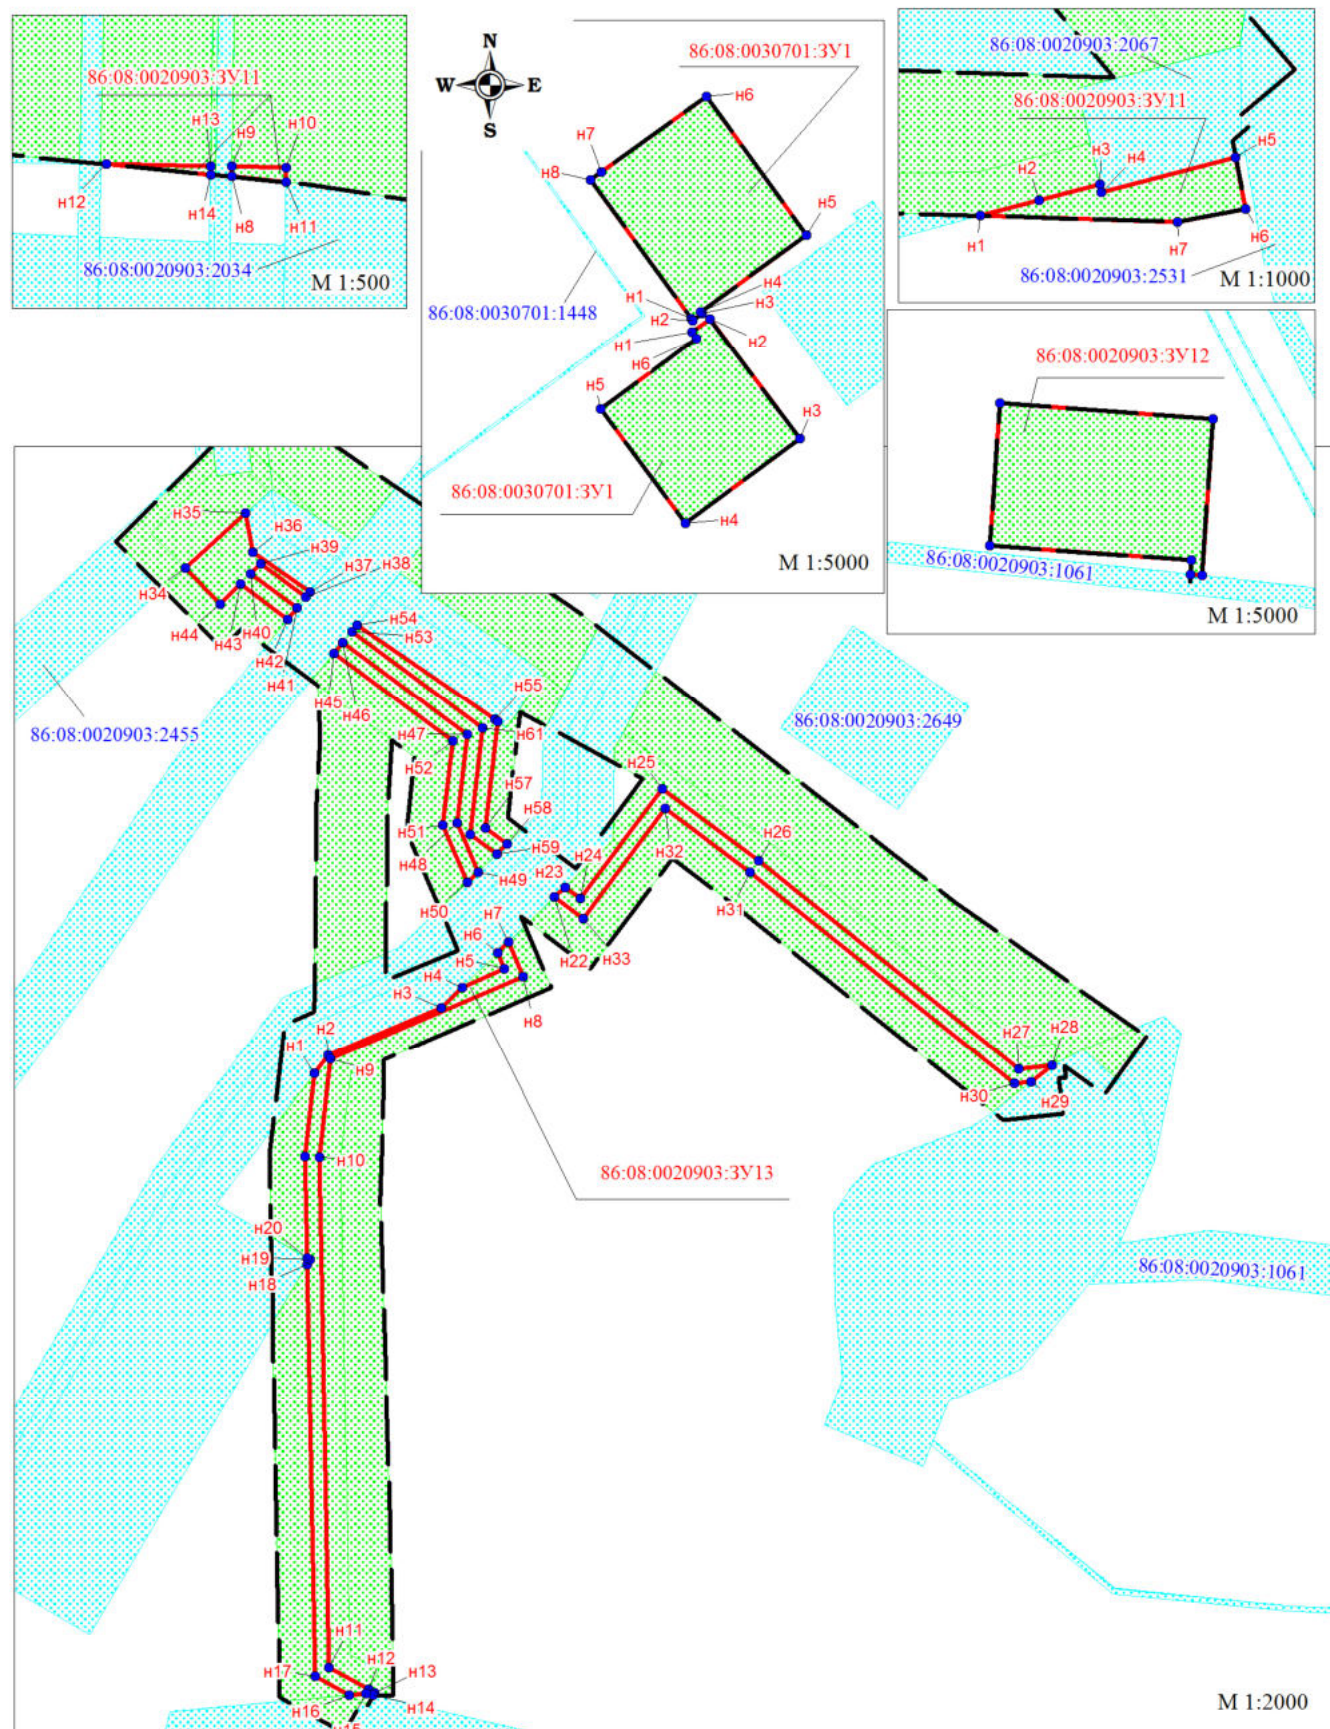 86:08:0020903:ЗУ11
н13
н9
н10
н12
н14
н8
н11
86:08:0020903:2034
М 1:500
N
W
E
S
86:08:0030701:ЗУ1
н6
н7
н8
н5
н4
н1
н3
н2
86:08:0030701:1448
н1
н2
н6
н5
н3
86:08:0030701:ЗУ1
н4
М 1:5000
86:08:0020903:2067
86:08:0020903:ЗУ11
н5
н3
н4
н2
н1
н6
н7
86:08:0020903:2531
М 1:1000
86:08:0020903:ЗУ12
86:08:0020903:1061
М 1:5000
н35
н36
н39
н37
н38
н34
н44
н43
н40
н42
н41
н54
н53
н45
н46
н55
86:08:0020903:2455
86:08:0020903:2649
н47
н61
н52
н57
н25
н58
н51
н48
н59
н26
н24
н32
н23
н49
н31
н50
н7
н6
н22
н33
н5
н4
н3
н8
н2
н1
н9
н27
н28
н30
н29
н10
86:08:0020903:ЗУ13
н20
н19
н18
86:08:0020903:1061
н11
н17
н12
н13
н16
н14
н15
М 1:2000